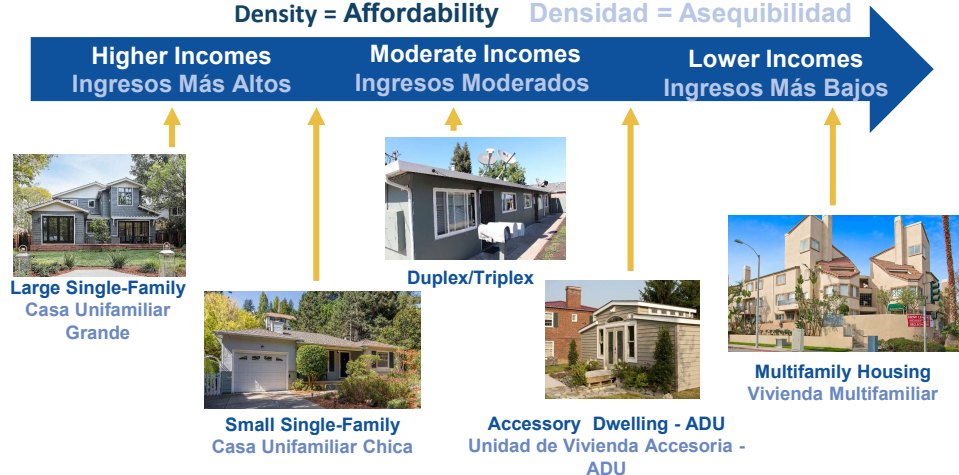 Density = Affordability Densidad = Asequibilidad
Higher Incomes
Ingresos Más Altos
Moderate Incomes
Ingresos Moderados
Lower Incomes
Ingresos Más Bajos
Large Single-Family
Casa Unifamiliar
Grande
Small Single-Family
Casa Unifamiliar Chica
Duplex/Triplex
Accessory Dwelling - ADU
Unidad de Vivienda Accesoria -
ADU
Multifamily Housing
Vivienda Multifamiliar